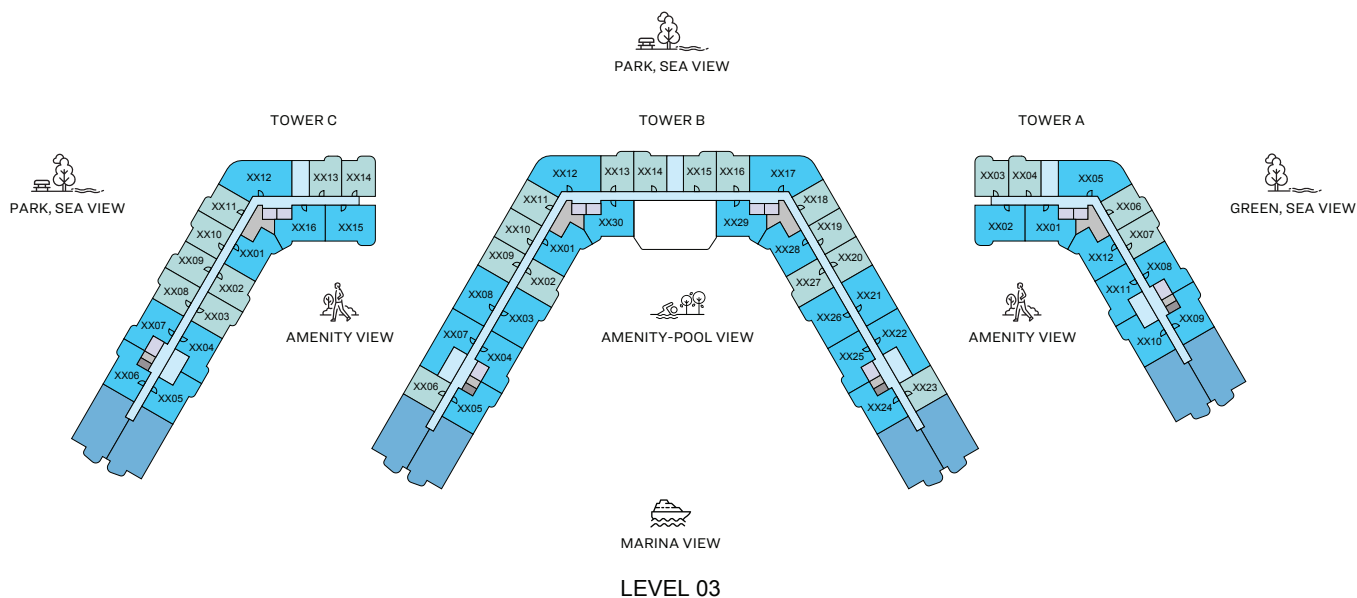 PARK, SEA VIEW
TOWER C
TOWER B
TOWER A
PARK, SEA VIEW
GREEN, SEA VIEW
XX12
XX13
XX14
XX11
XX10
XX09
XX08
XX07
XX06
XX05
XX04
XX03
XX02
XX01
XX16
XX15
XX12
XX13
XX14
XX15
XX16
XX17
XX11
XX10
XX09
XX08
XX07
XX06
XX05
XX04
XX03
XX02
XX01
XX30
XX29
XX28
XX27
XX26
XX25
XX24
XX18
XX19
XX20
XX21
XX22
XX23
XX03
XX04
XX05
XX02
XX01
XX06
XX07
XX08
XX09
XX12
XX11
XX10
AMENITY VIEW
AMENITY-POOL VIEW
AMENITY VIEW
MARINA VIEW
LEVEL 03